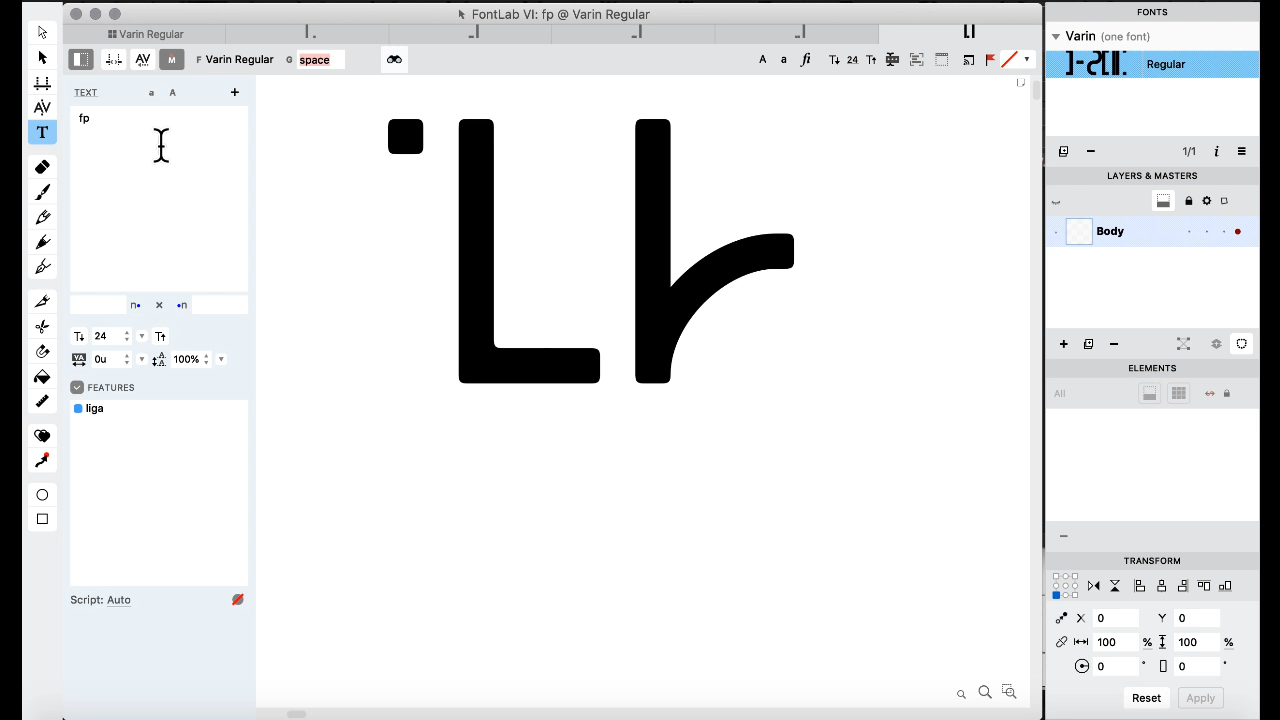 FontLab VI: fp @ Varin Regular
FONTS
Varin Regular
Varin (one font)
Regular
F Varin Regular G space
A a fi 24
TEXT a A
fp
1/1 i
LAYERS & MASTERS
Body
n• × •n
24
0u 100%
FEATURES
liga
ELEMENTS
All
TRANSFORM
Script: Auto
X 0 Y 0
100 % 100 %
0 ° 0 °
Reset Apply